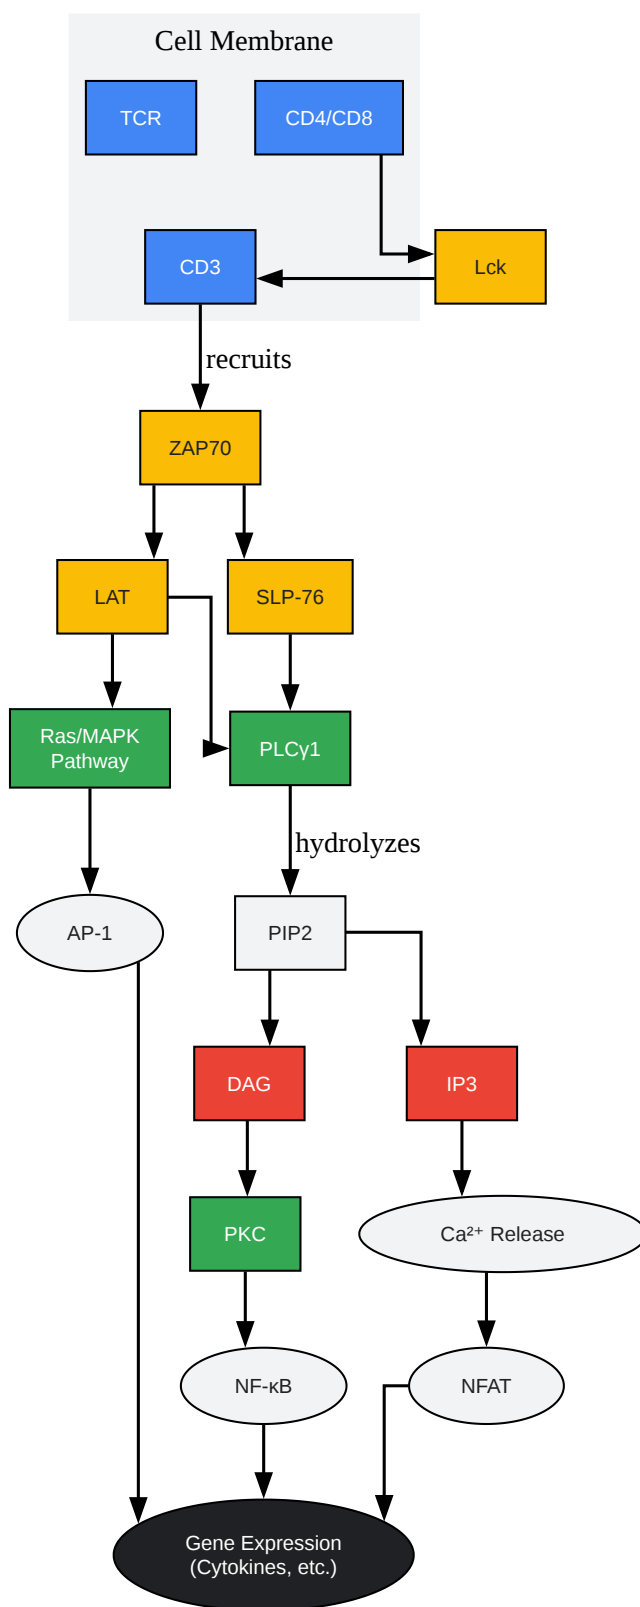 Cell Membrane
TCR
CD4/CD8
CD3
Lck
recruits
ZAP70
LAT
SLP-76
Ras/MAPK
Pathway
PLCγ1
hydrolyzes
AP-1
PIP2
DAG
IP3
PKC
Ca²⁺ Release
NF-κB
NFAT
Gene Expression
(Cytokines, etc.)